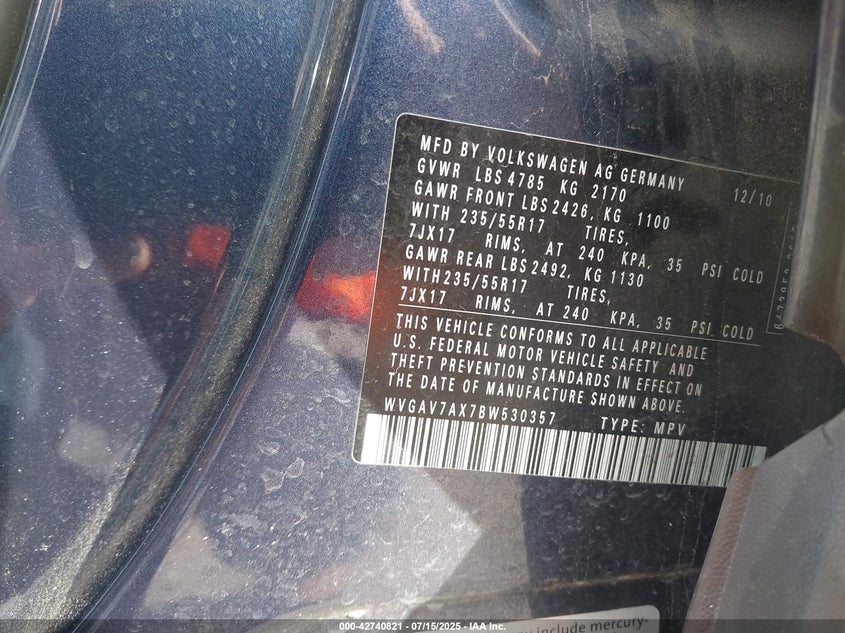 MFD BY VOLKSWAGEN AG GERMANY
GVWR LBS 4785 KG 2170 12/10
GAWR FRONT LBS 2426, KG 1100
WITH 235/55R17 TIRES,
7JX17 RIMS, AT 240 KPA, 35 PSI COLD
GAWR REAR LBS 2492, KG 1130
WITH 235/55R17 TIRES,
7JX17 RIMS, AT 240 KPA, 35 PSI COLD
THIS VEHICLE CONFORMS TO ALL APPLICABLE
U.S. FEDERAL MOTOR VEHICLE SAFETY AND
THEFT PREVENTION STANDARDS IN EFFECT ON
THE DATE OF MANUFACTURE SHOWN ABOVE.
WVGAV7AX7BW530357 TYPE: MPV
include mercury-
000-42740821 - 07/15/2025 - IAA Inc.